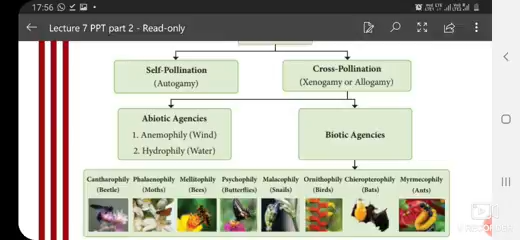 17:56
Lecture 7 PPT part 2 - Read-only
Self-Pollination
(Autogamy)
Cross-Pollination
(Xenogamy or Allogamy)
Abiotic Agencies
1. Anemophily (Wind)
2. Hydrophily (Water)
Biotic Agencies
Cantharophily
(Beetle)
Phalaenophily
(Moths)
Mellitophily
(Bees)
Psychophily
(Butterflies)
Malacophily
(Snails)
Ornithophily
(Birds)
Chieropterophily
(Bats)
Myrmecophily
(Ants)